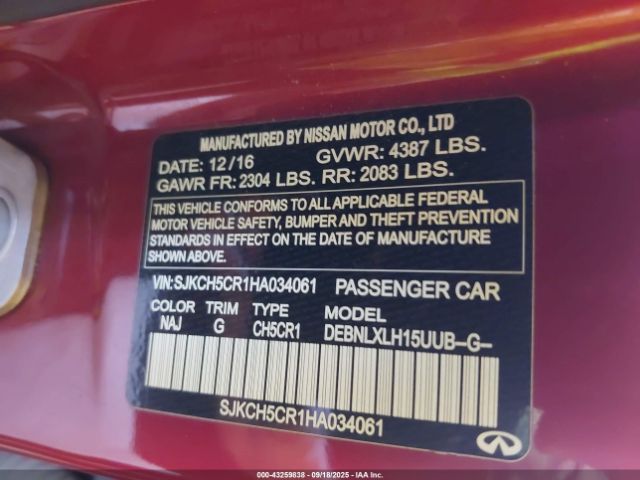 MANUFACTURED BY NISSAN MOTOR CO., LTD
DATE: 12/16 GVWR: 4387 LBS.
GAWR FR: 2304 LBS. RR: 2083 LBS.
THIS VEHICLE CONFORMS TO ALL APPLICABLE FEDERAL
MOTOR VEHICLE SAFETY, BUMPER AND THEFT PREVENTION
STANDARDS IN EFFECT ON THE DATE OF MANUFACTURE
SHOWN ABOVE.
VIN:SJKCH5CR1HA034061 PASSENGER CAR
COLOR TRIM TYPE MODEL
NAJ G CH5CR1 DEBNLXLH15UUB-G-
SJKCH5CR1HA034061
000-43259838 - 09/18/2025 - IAAI.COM